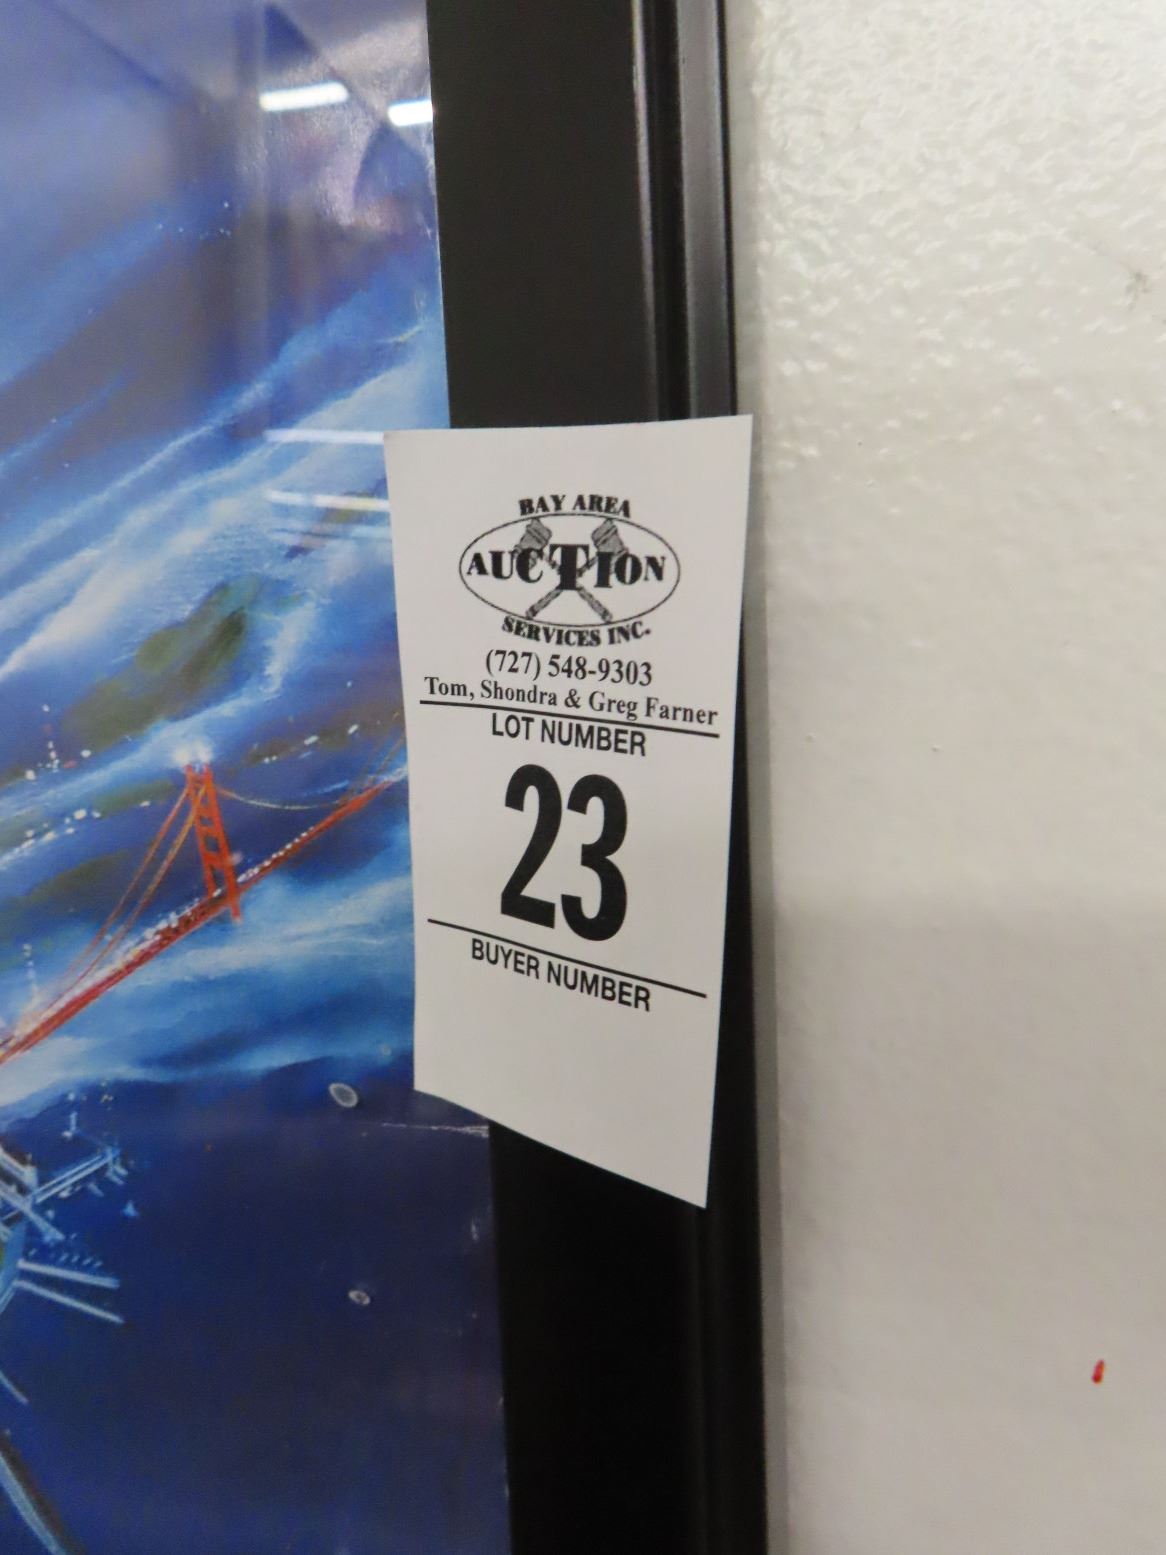 BAY AREA
AUCTION
SERVICES INC.
(727) 548-9303
Tom, Shondra & Greg Farner
LOT NUMBER
23
BUYER NUMBER